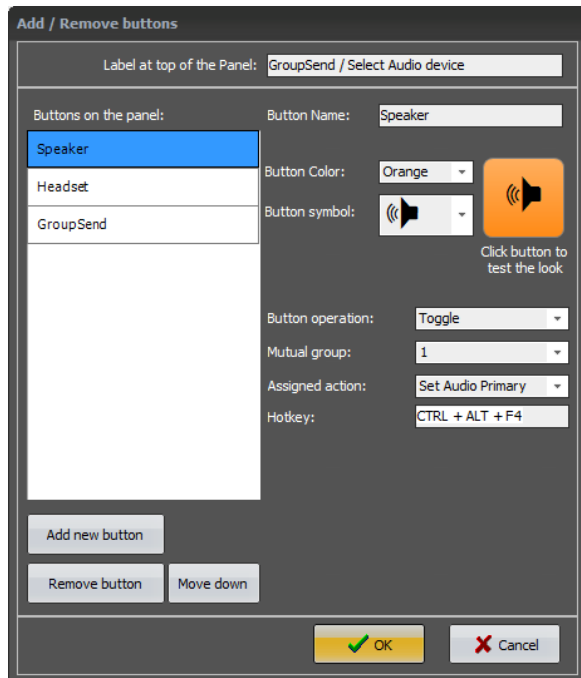 Add / Remove buttons
Label at top of the Panel: GroupSend / Select Audio device
Buttons on the panel:
Speaker
Headset
GroupSend
Button Name: Speaker
Button Color: Orange
Button symbol:
Click button to
test the look
Button operation: Toggle
Mutual group: 1
Assigned action: Set Audio Primary
Hotkey: CTRL + ALT + F4
Add new button
Remove button Move down
OK Cancel